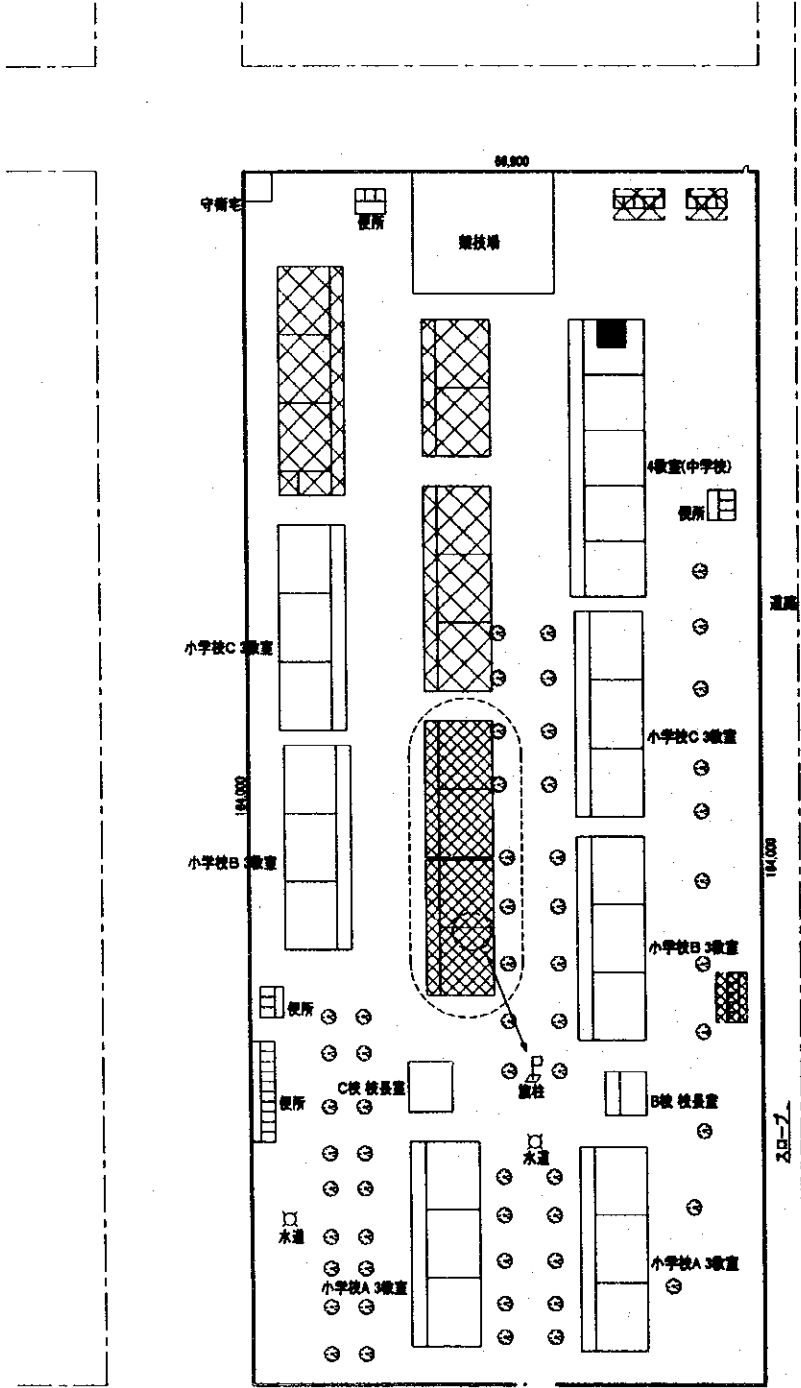 66,900
守衛宅
便所
競技場
4教室(中学校)
便所
道路
小学校C 3教室
小学校C 3教室
184,000
小学校B 3教室
184,000
小学校B 3教室
便所
C校 校長室
旗柱
B校 校長室
便所
水道
スロープ
水道
小学校A 3教室
小学校A 3教室